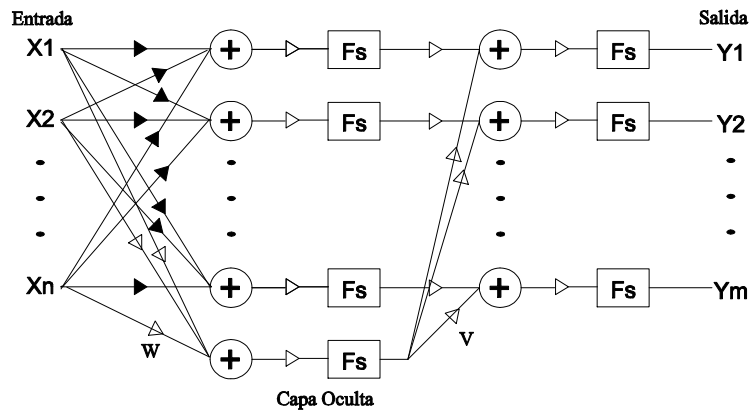 Entrada Salida
X1 + Fs + Fs Y1
X2 + Fs + Fs Y2
Xn + Fs + Fs Ym
W + Fs V
Capa Oculta